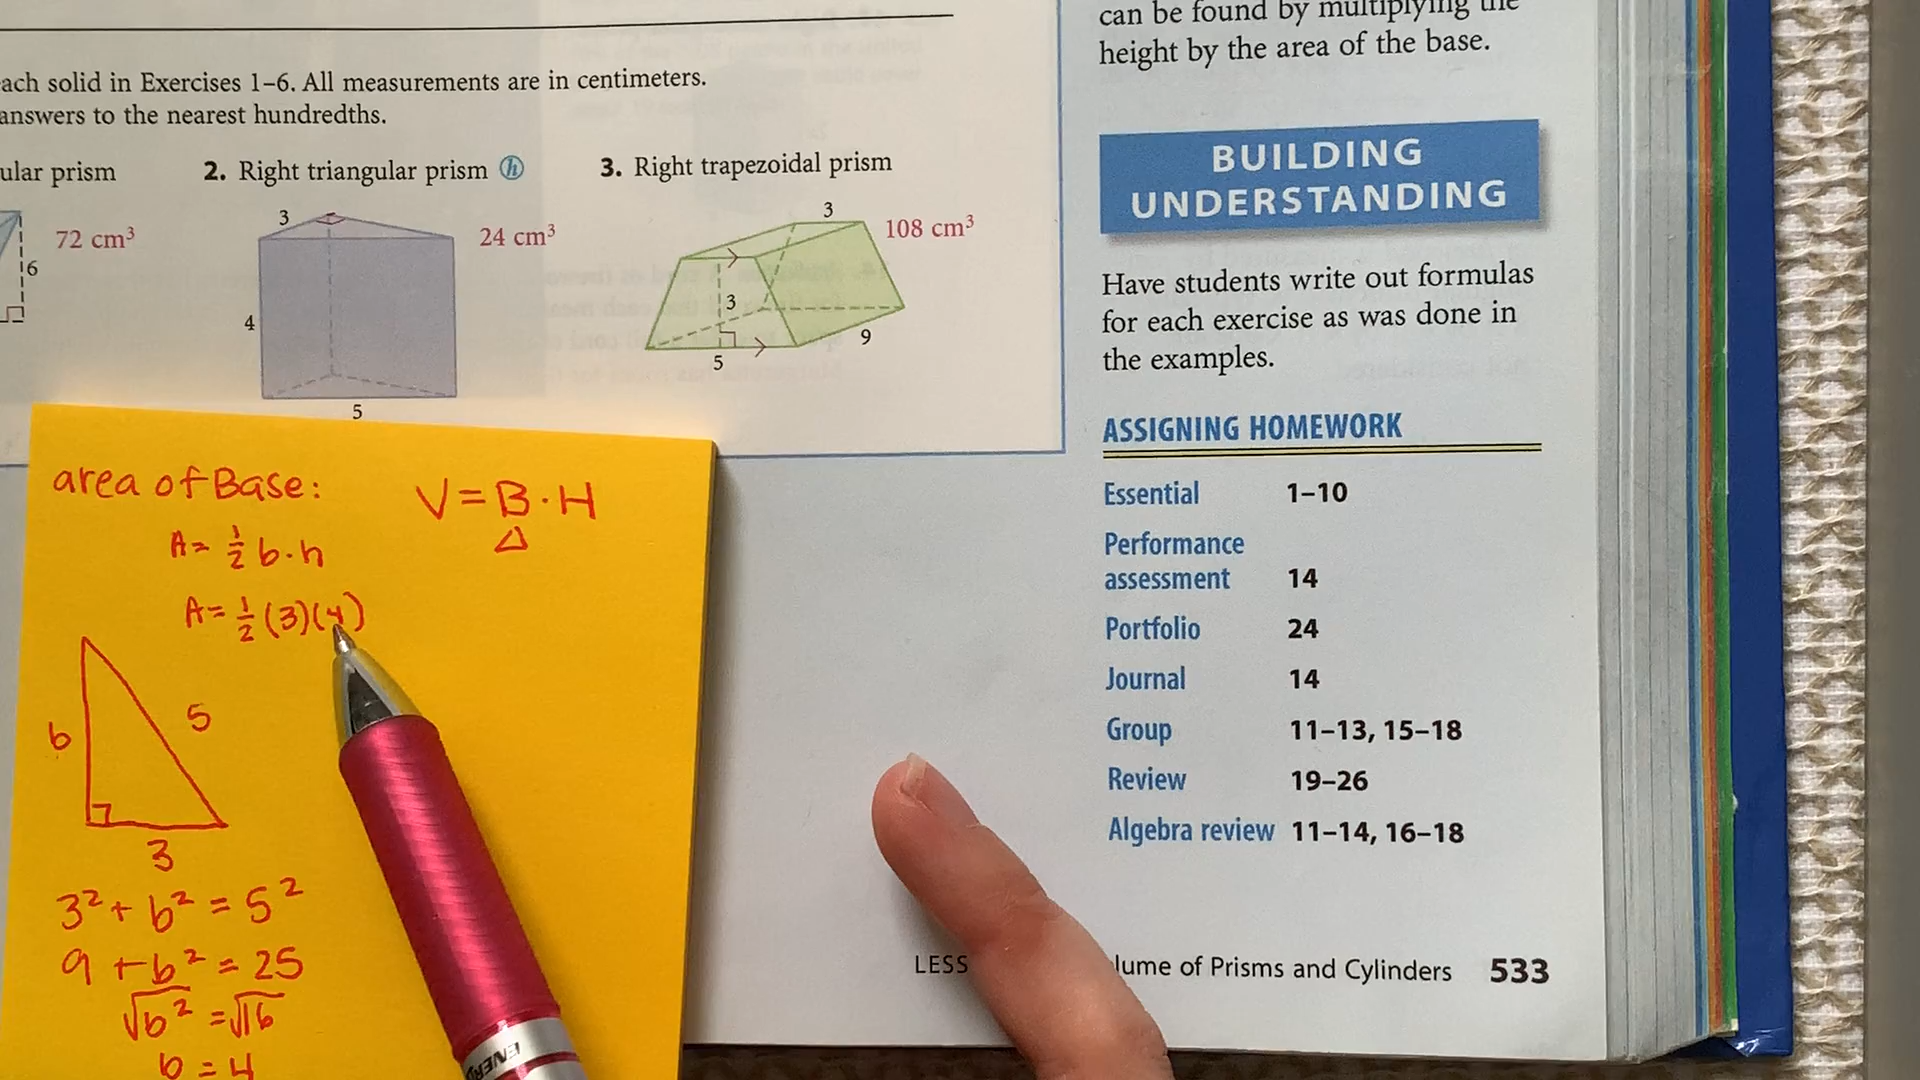 can be found by multiplying the
height by the area of the base.
ach solid in Exercises 1–6. All measurements are in centimeters.
answers to the nearest hundredths.
ular prism
6
72 cm³
2. Right triangular prism h
3
4
5
24 cm³
3. Right trapezoidal prism
3
3
5
9
108 cm³
BUILDING
UNDERSTANDING
Have students write out formulas
for each exercise as was done in
the examples.
ASSIGNING HOMEWORK
Essential 1–10
Performance
assessment 14
Portfolio 24
Journal 14
Group 11–13, 15–18
Review 19–26
Algebra review 11–14, 16–18
LESS
lume of Prisms and Cylinders 533
area of Base:
V = B · H
A = ½ b · h
A = ½ (3)(4)
b
5
3
3² + b² = 5²
9 + b² = 25
√b² = √16
b = 4
ENER